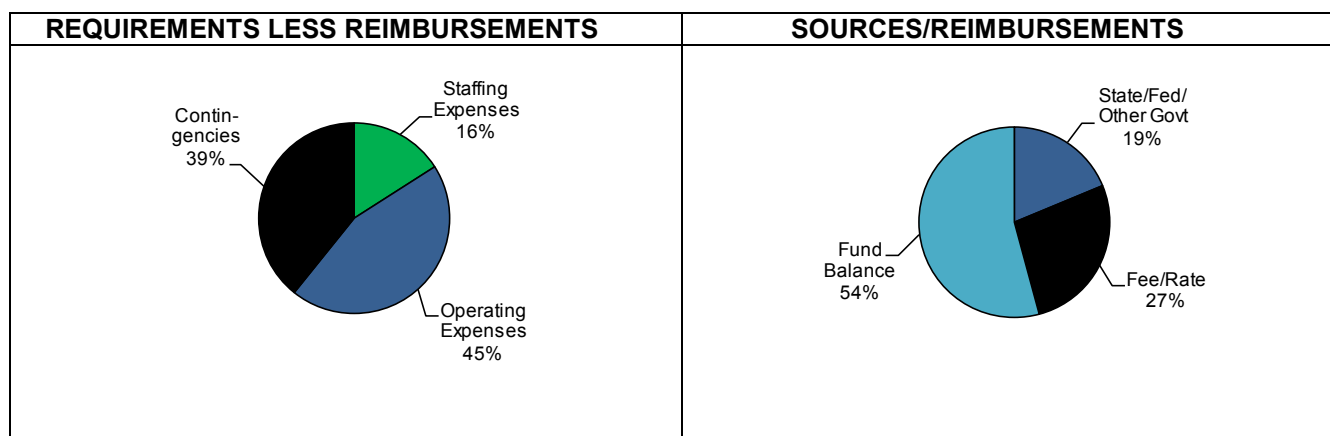 REQUIREMENTS LESS REIMBURSEMENTS
Staffing
Expenses
16%
Contin-
gencies
39%
Operating
Expenses
45%
SOURCES/REIMBURSEMENTS
State/Fed/
Other Govt
19%
Fund
Balance
54%
Fee/Rate
27%